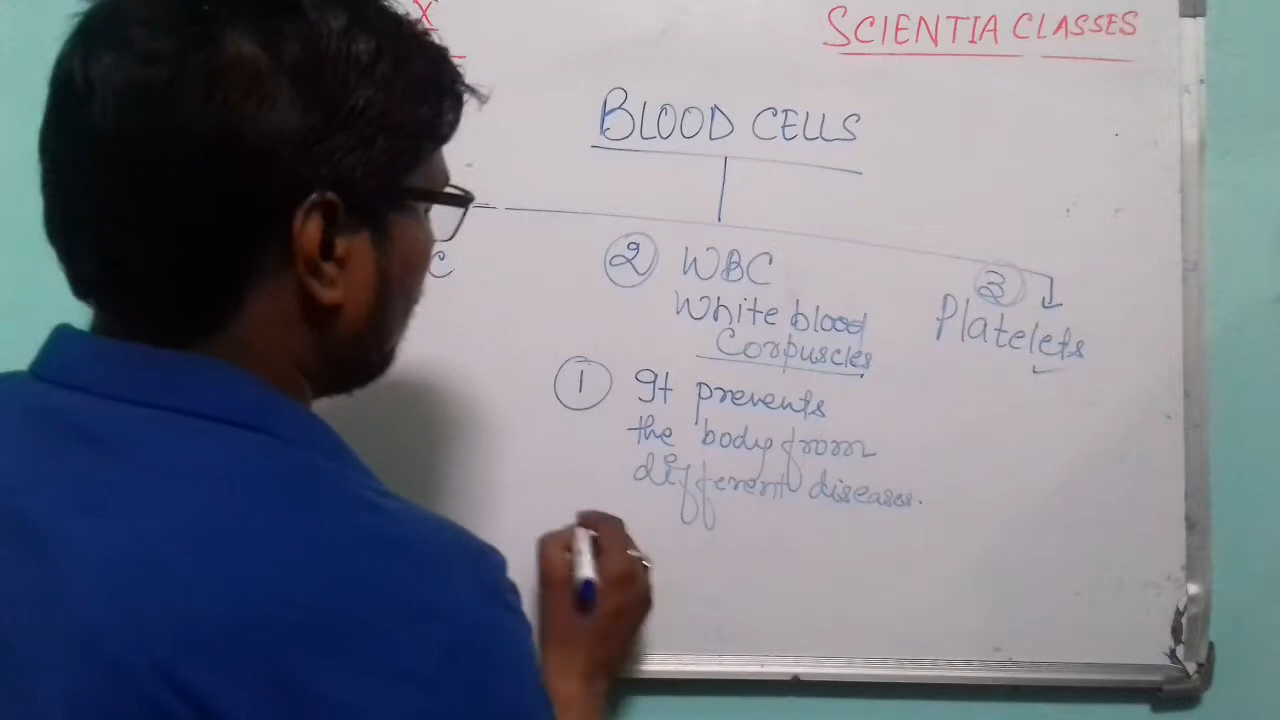 X
SCIENTIA CLASSES
BLOOD CELLS
C
② WBC
White blood
Corpuscles
③
Platelets
① It prevents
the body from
different diseases.